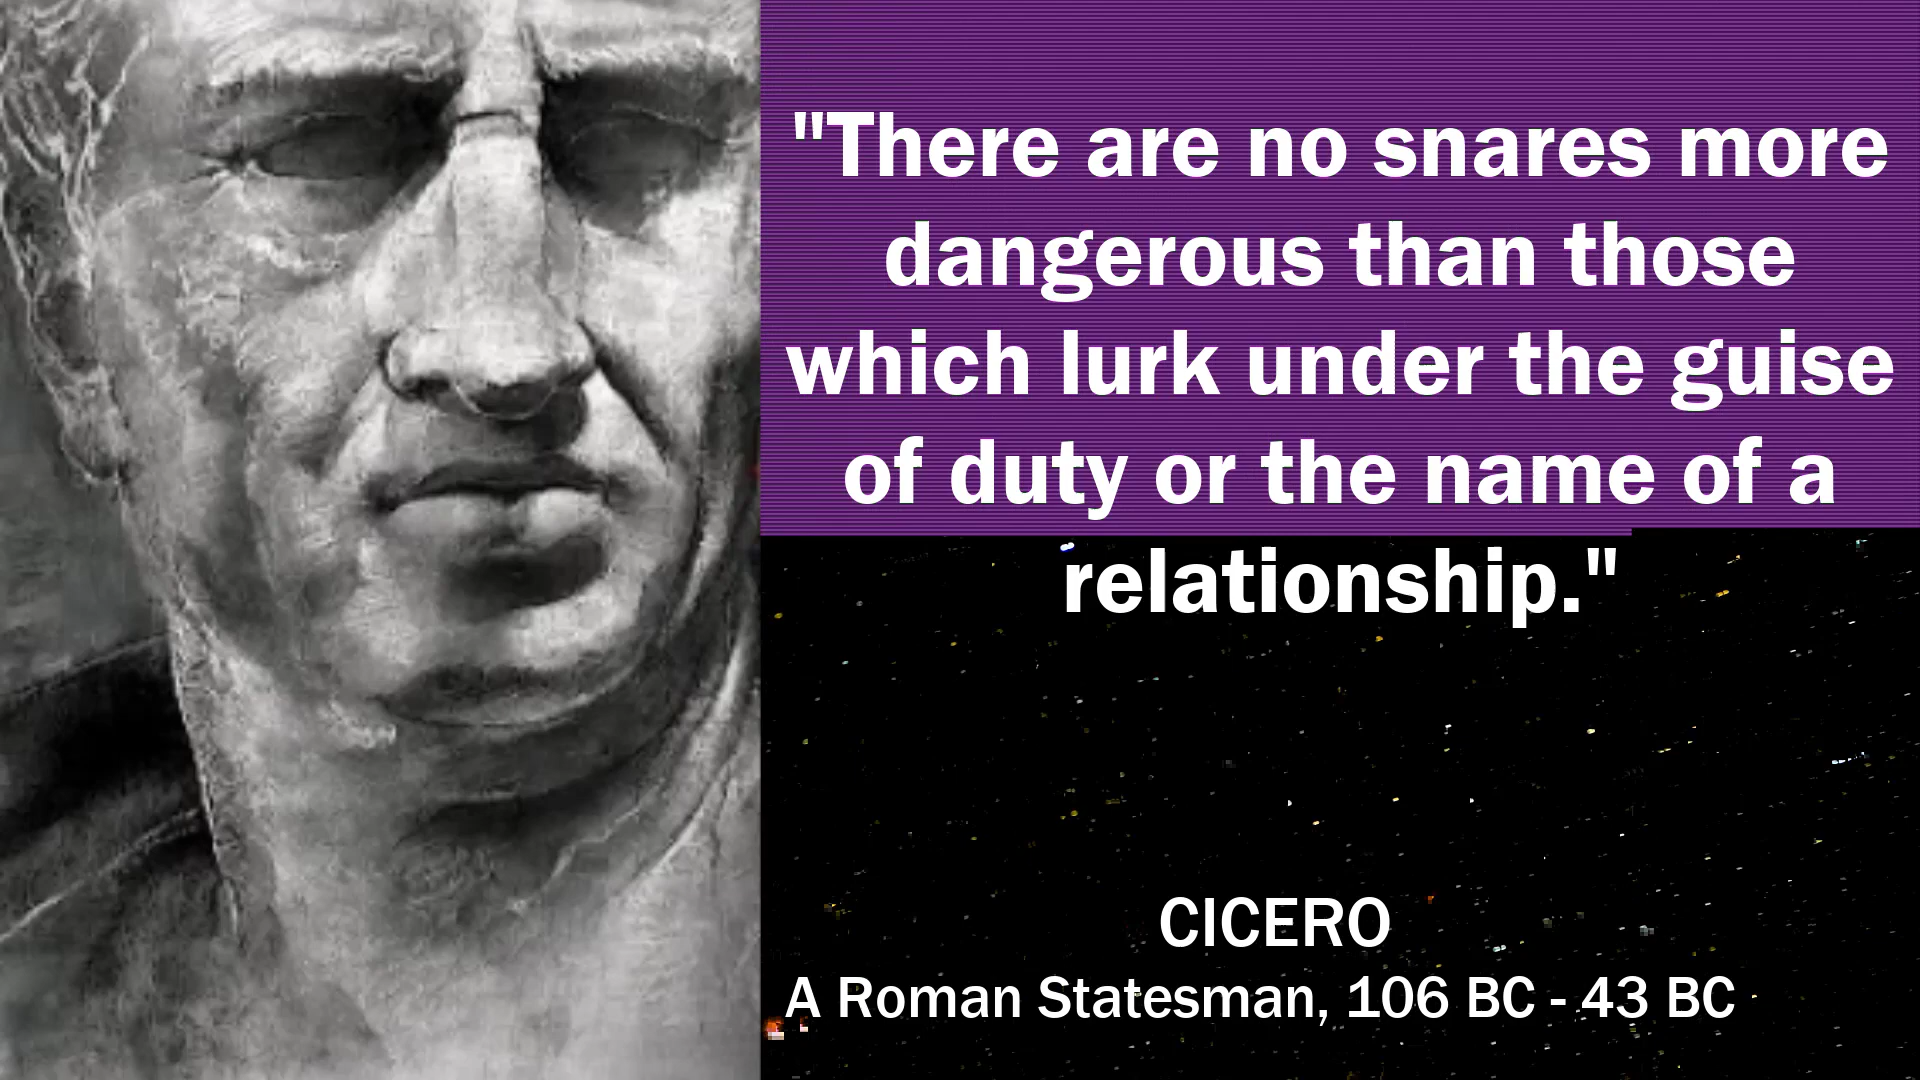 "There are no snares more
dangerous than those
which lurk under the guise
of duty or the name of a
relationship."
CICERO
A Roman Statesman, 106 BC - 43 BC